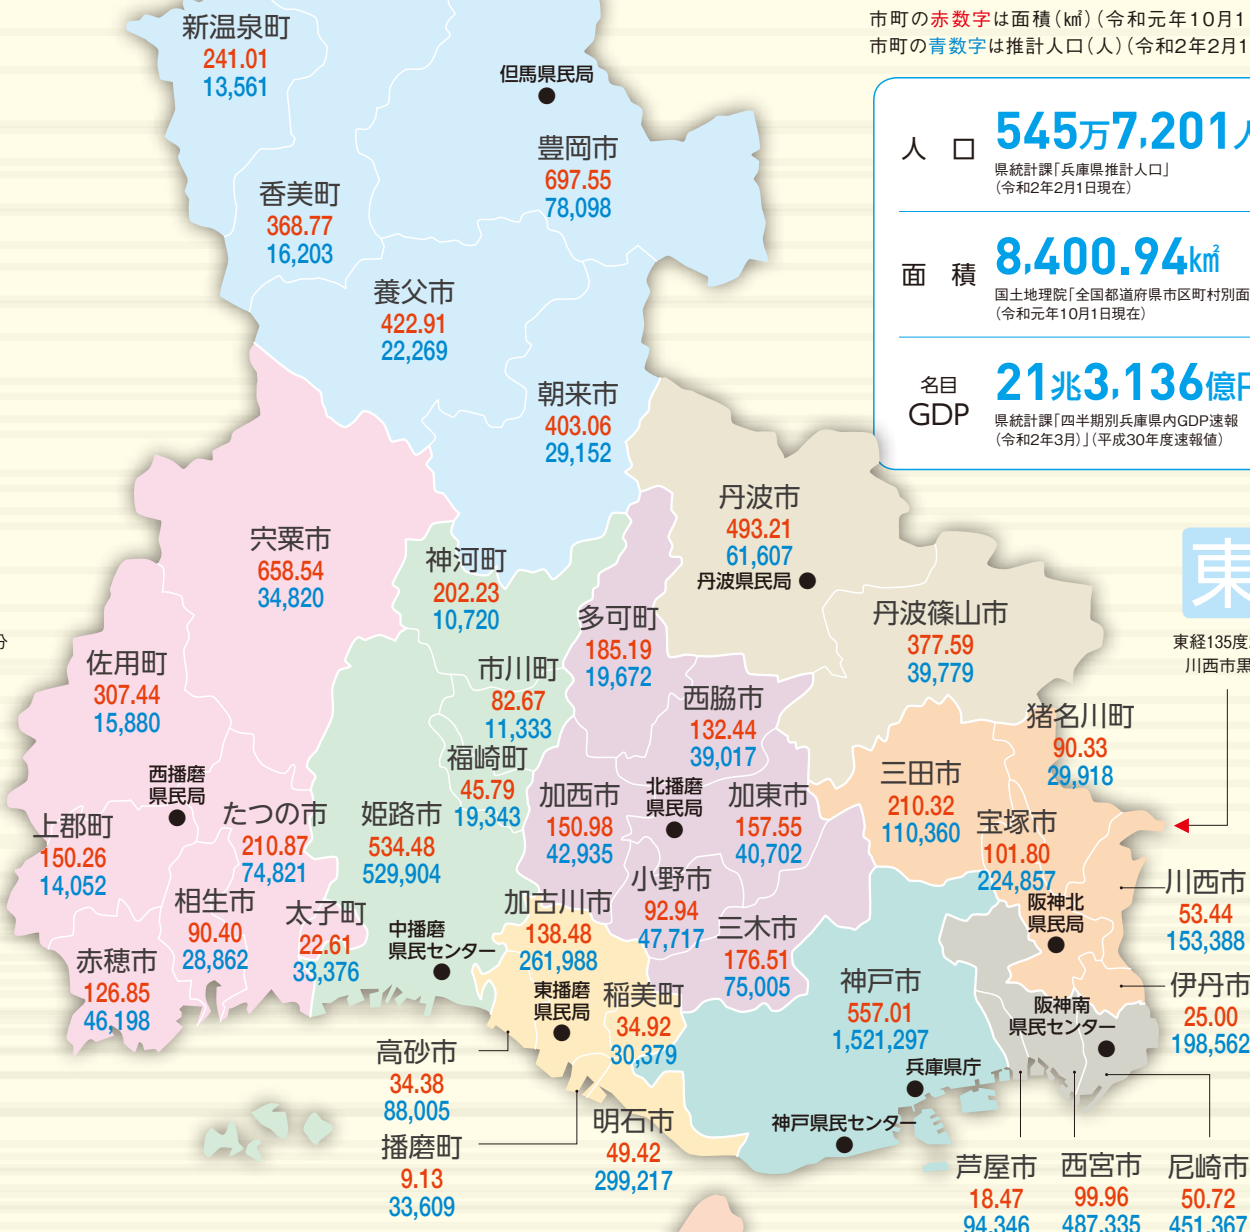 市町の赤数字は面積(㎢)(令和元年10月1
市町の青数字は推計人口(人)(令和2年2月1
人口 545万7,201人
県統計課「兵庫県推計人口」
(令和2年2月1日現在)
面積 8,400.94㎢
国土地理院「全国都道府県市区町村別面
(令和元年10月1日現在)
名目
GDP
21兆3,136億円
県統計課「四半期別兵庫県内GDP速報
(令和2年3月)」(平成30年度速報値)
新温泉町
241.01
13,561
但馬県民局
豊岡市
697.55
78,098
香美町
368.77
16,203
養父市
422.91
22,269
朝来市
403.06
29,152
丹波市
493.21
61,607
丹波県民局
宍粟市
658.54
34,820
神河町
202.23
10,720
多可町
185.19
19,672
丹波篠山市
377.59
39,779
東
東経135度
川西市黒
分
佐用町
307.44
15,880
市川町
82.67
11,333
西脇市
132.44
39,017
猪名川町
90.33
29,918
福崎町
45.79
19,343
西播磨
県民局
三田市
210.32
110,360
上郡町
150.26
14,052
たつの市
210.87
74,821
姫路市
534.48
529,904
加西市
150.98
42,935
北播磨
県民局
加東市
157.55
40,702
宝塚市
101.80
224,857
川西市
53.44
153,388
相生市
90.40
28,862
太子町
22.61
33,376
中播磨
県民センター
加古川市
138.48
261,988
小野市
92.94
47,717
三木市
176.51
75,005
阪神北
県民局
赤穂市
126.85
46,198
東播磨
県民局
稲美町
34.92
30,379
神戸市
557.01
1,521,297
伊丹市
25.00
198,562
阪神南
県民センター
高砂市
34.38
88,005
兵庫県庁
神戸県民センター
明石市
49.42
299,217
播磨町
9.13
33,609
芦屋市
18.47
94,346
西宮市
99.96
487,335
尼崎市
50.72
451,367